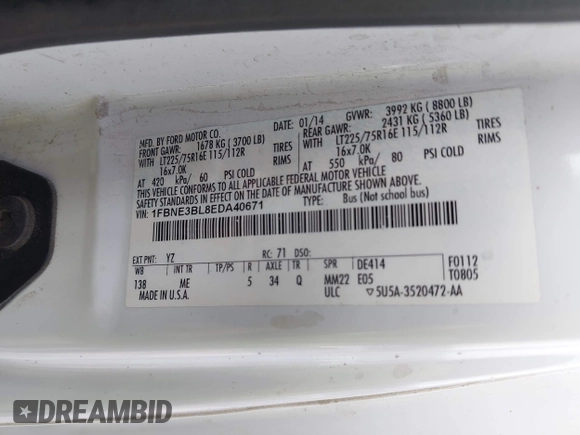 MFD. BY FORD MOTOR CO.
01/14 GVWR: 3992 KG ( 8800 LB)
FRONT GAWR: 1678 KG ( 3700 LB) REAR GAWR: 2431 KG ( 5360 LB)
WITH LT225/75R16E 115/112R TIRES WITH LT225/75R16E 115/112R TIRES
16x7.0K RIMS 16x7.0K RIMS
AT 420 kPa/ 60 PSI COLD AT 550 kPa/ 80 PSI COLD
THIS VEHICLE CONFORMS TO ALL APPLICABLE FEDERAL MOTOR VEHICLE
SAFETY STANDARDS IN EFFECT ON THE DATE OF MANUFACTURE SHOWN ABOVE.
VIN: 1FBNE3BL8EDA40671 TYPE: Bus (Not school bus)
EXT PNT: YZ RC: 71 DSO:
WB INT TR TP/PS R AXLE TR SPR DE414 F0112
138 ME 5 34 Q MM22 E05 T0805
MADE IN U.S.A. ULC 5U5A-3520472-AA
DREAMBID